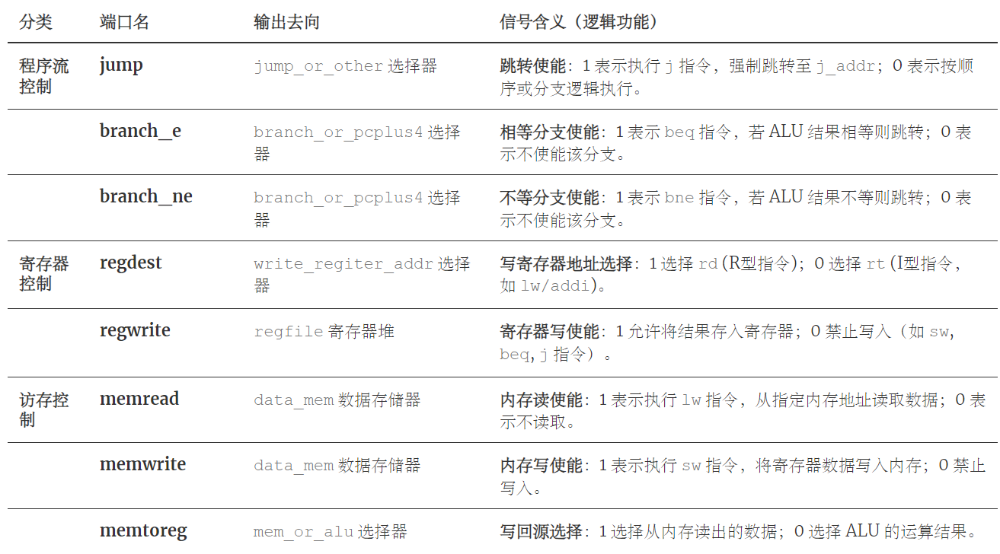 分类 端口名 输出去向 信号含义（逻辑功能）
程序流控制 jump jump_or_other 选择器 跳转使能：1 表示执行 j 指令，强制跳转至 j_addr；0 表示按顺
序或分支逻辑执行。
branch_e branch_or_pcplus4 选择器 相等分支使能：1 表示 beq 指令，若 ALU 结果相等则跳转；0 表
示不使能该分支。
branch_ne branch_or_pcplus4 选择器 不等分支使能：1 表示 bne 指令，若 ALU 结果不等则跳转；0 表
示不使能该分支。
寄存器控制 regdest write_regiter_addr 选择器 写寄存器地址选择：1 选择 rd (R型指令)；0 选择 rt (I型指令，
如 lw/addi)。
regwrite regfile 寄存器堆 寄存器写使能：1 允许将结果存入寄存器；0 禁止写入（如 sw,
beq, j 指令）。
访存控制 memread data_mem 数据存储器 内存读使能：1 表示执行 lw 指令，从指定内存地址读取数据；0 表
示不读取。
memwrite data_mem 数据存储器 内存写使能：1 表示执行 sw 指令，将寄存器数据写入内存；0 禁止
写入。
memtoreg mem_or_alu 选择器 写回源选择：1 选择从内存读出的数据；0 选择 ALU 的运算结果。